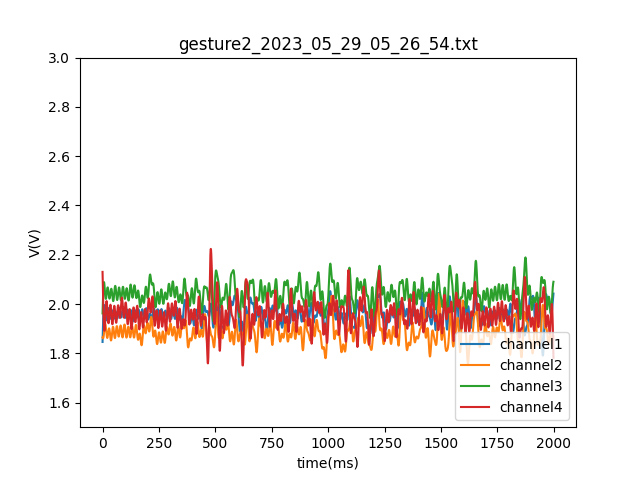 gesture2_2023_05_29_05_26_54.txt
3.0
2.8
2.6
2.4
2.2
2.0
1.8
1.6
V(V)
channel1
channel2
channel3
channel4
0 250 500 750 1000 1250 1500 1750 2000
time(ms)